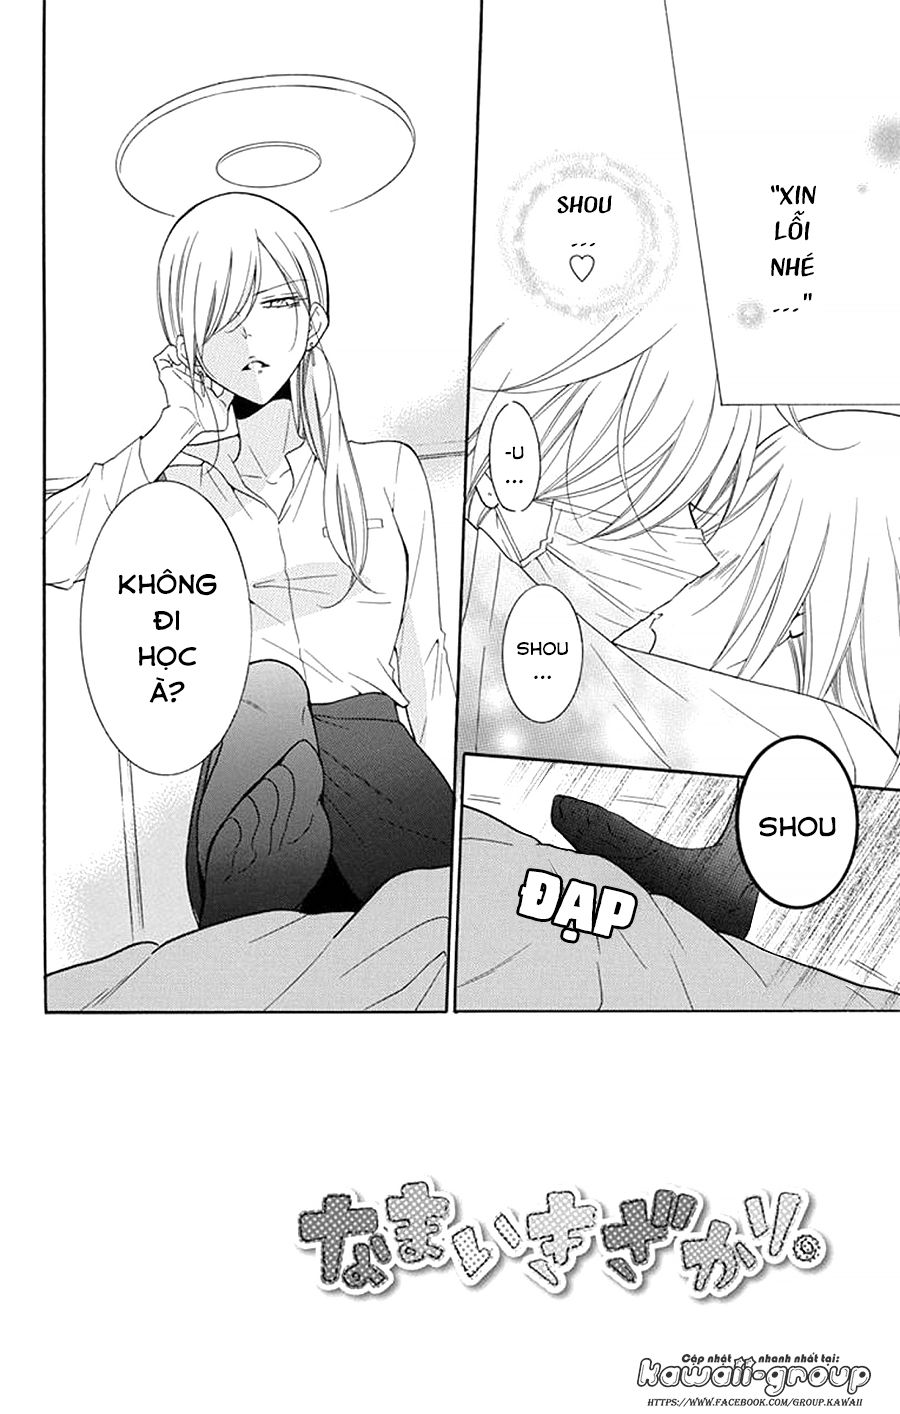 "XIN
LỖI
NHÉ
..."
SHOU
...
♡
-U
...
SHOU
...
SHOU
ĐẠP
KHÔNG
ĐI
HỌC
À?
なまいきざかり。
Cập nhật nhanh nhất tại:
kawaii-group
HTTPS://WWW.FACEBOOK.COM/GROUP.KAWAII